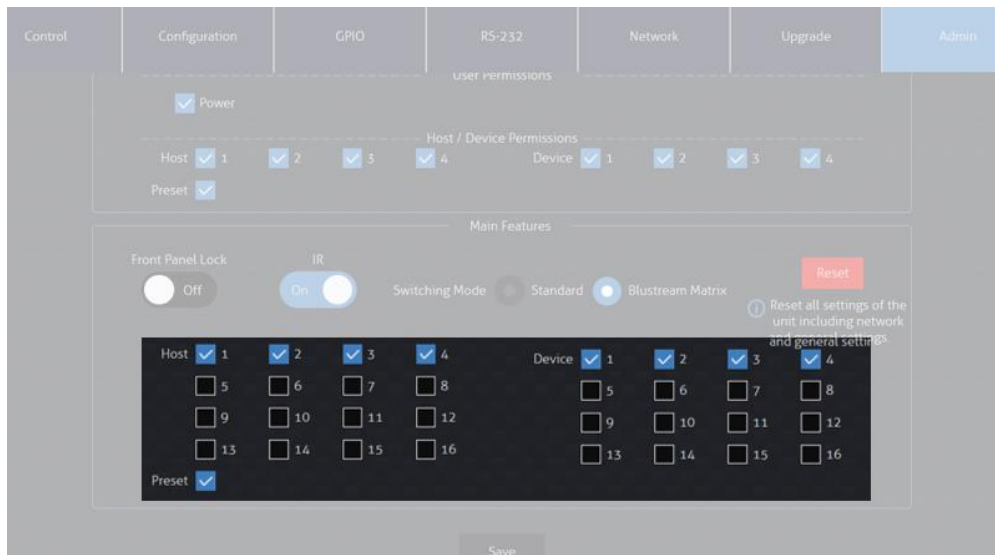 Control Configuration GPIO RS-232 Network Upgrade Admin
User Permissions
Power
Host / Device Permissions
Host 1 2 3 4 Device 1 2 3 4
Preset
Main Features
Front Panel Lock IR
Off On Switching Mode Standard Blustream Matrix Reset
Reset all settings of the
unit including network
and general settings.
Host 1 2 3 4 Device 1 2 3 4
5 6 7 8 5 6 7 8
9 10 11 12 9 10 11 12
13 14 15 16 13 14 15 16
Preset
Save